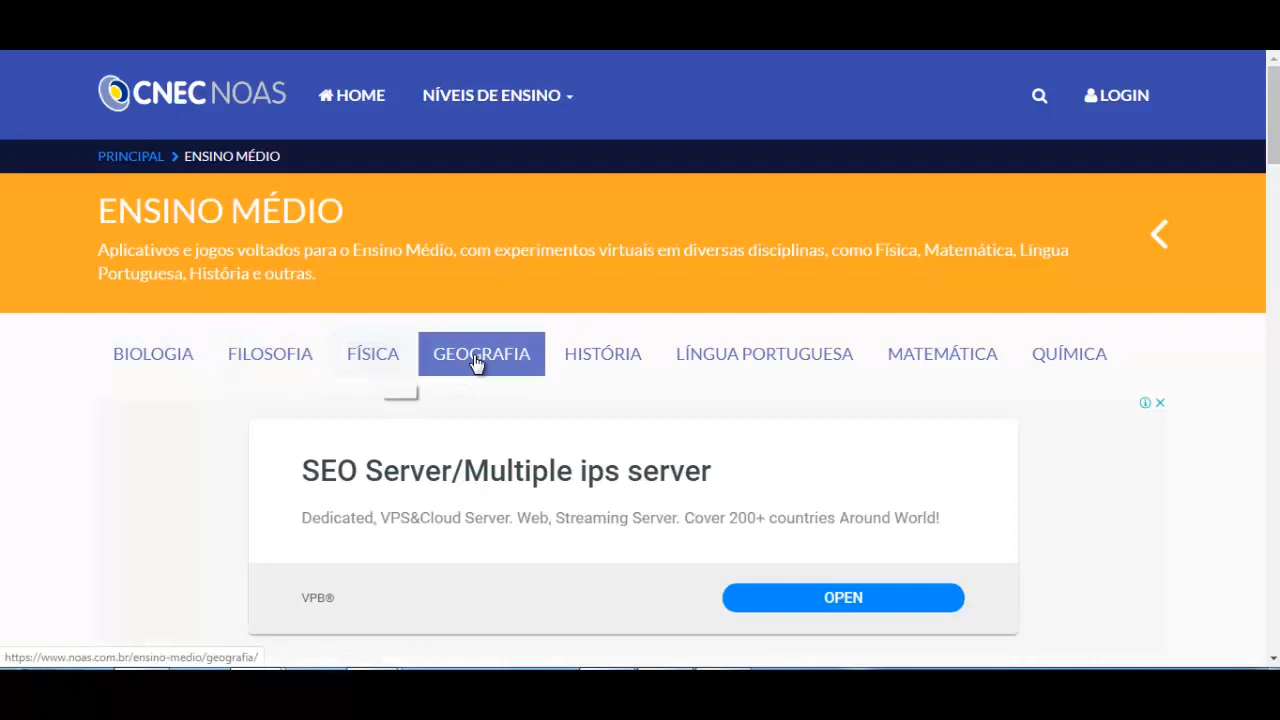 CNEC NOAS
HOME
NÍVEIS DE ENSINO
LOGIN
PRINCIPAL
ENSINO MÉDIO
ENSINO MÉDIO
Aplicativos e jogos voltados para o Ensino Médio, com experimentos virtuais em diversas disciplinas, como Física, Matemática, Língua
Portuguesa, História e outras.
BIOLOGIA
FILOSOFIA
FÍSICA
GEOGRAFIA
HISTÓRIA
LÍNGUA PORTUGUESA
MATEMÁTICA
QUÍMICA
SEO Server/Multiple ips server
Dedicated, VPS&Cloud Server. Web, Streaming Server. Cover 200+ countries Around World!
VPB®
OPEN
https://www.noas.com.br/ensino-medio/geografia/